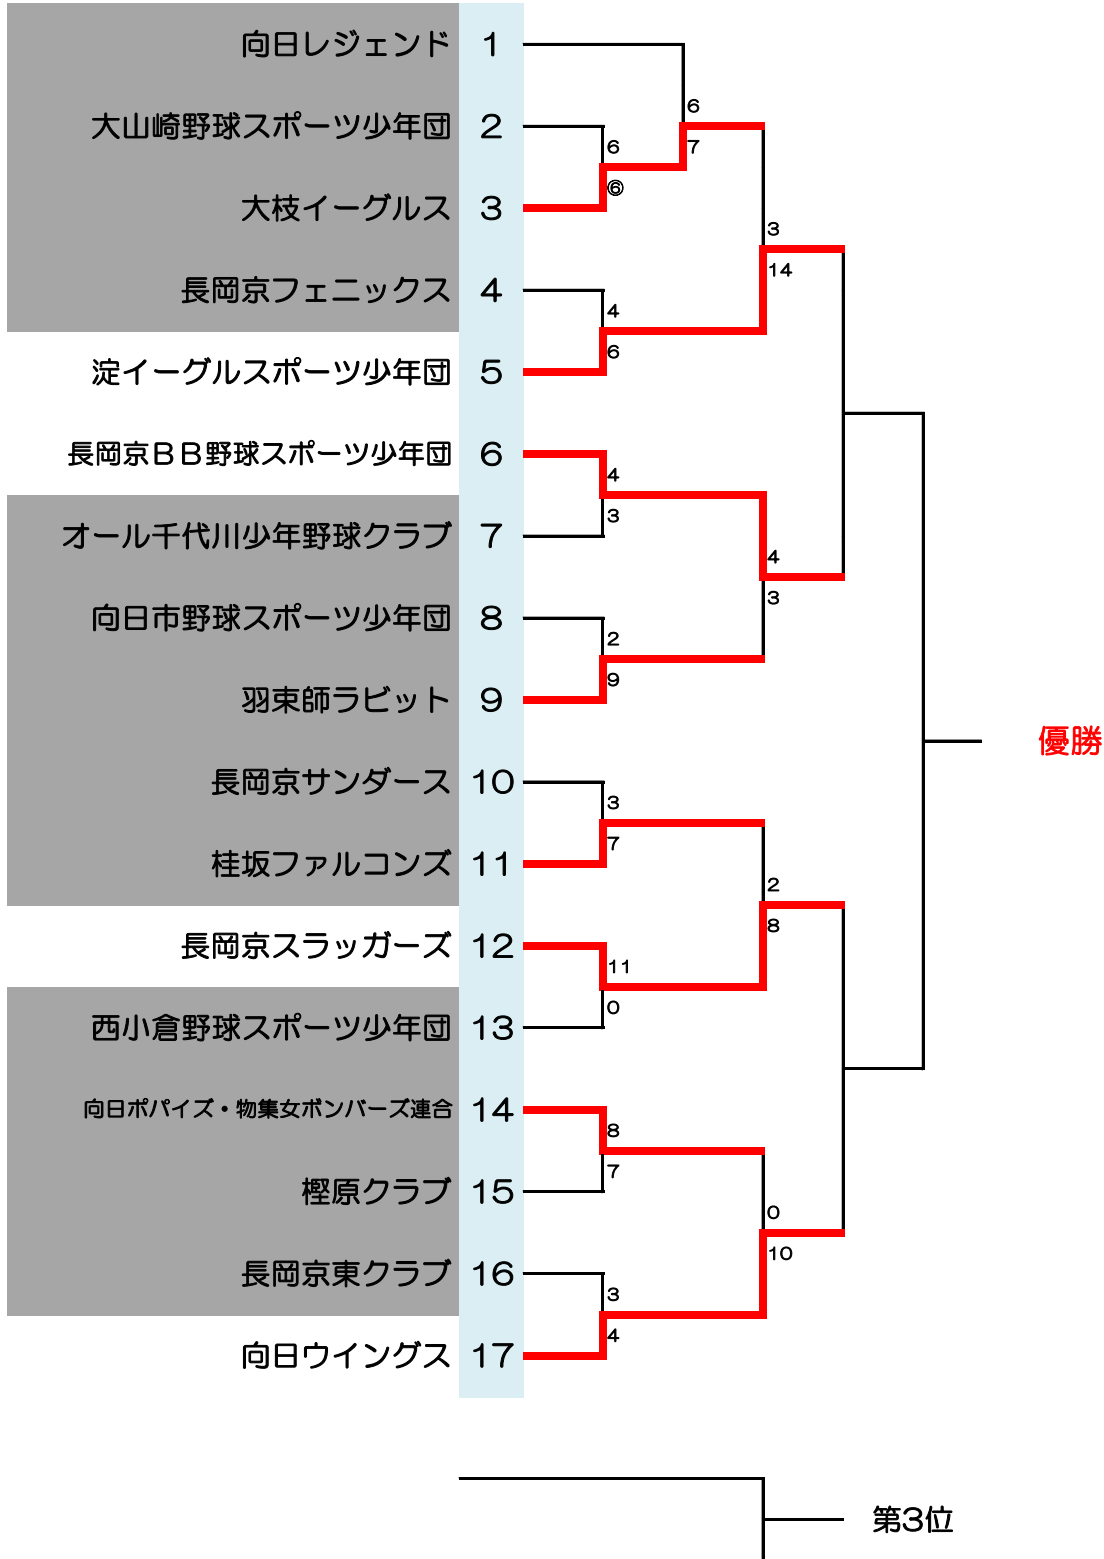 向日レジェンド 1
6
大山崎野球スポーツ少年団 2
6
7
⑥
大枝イーグルス 3
3
14
長岡京フェニックス 4
4
6
淀イーグルスポーツ少年団 5
長岡京ＢＢ野球スポーツ少年団 6
4
3
オール千代川少年野球クラブ 7
4
3
向日市野球スポーツ少年団 8
2
9
羽束師ラビット 9
優勝
長岡京サンダース 10
3
7
桂坂ファルコンズ 11
2
8
長岡京スラッガーズ 12
11
0
西小倉野球スポーツ少年団 13
向日ポパイズ・物集女ボンバーズ連合 14
8
7
樫原クラブ 15
0
10
長岡京東クラブ 16
3
4
向日ウイングス 17
第3位